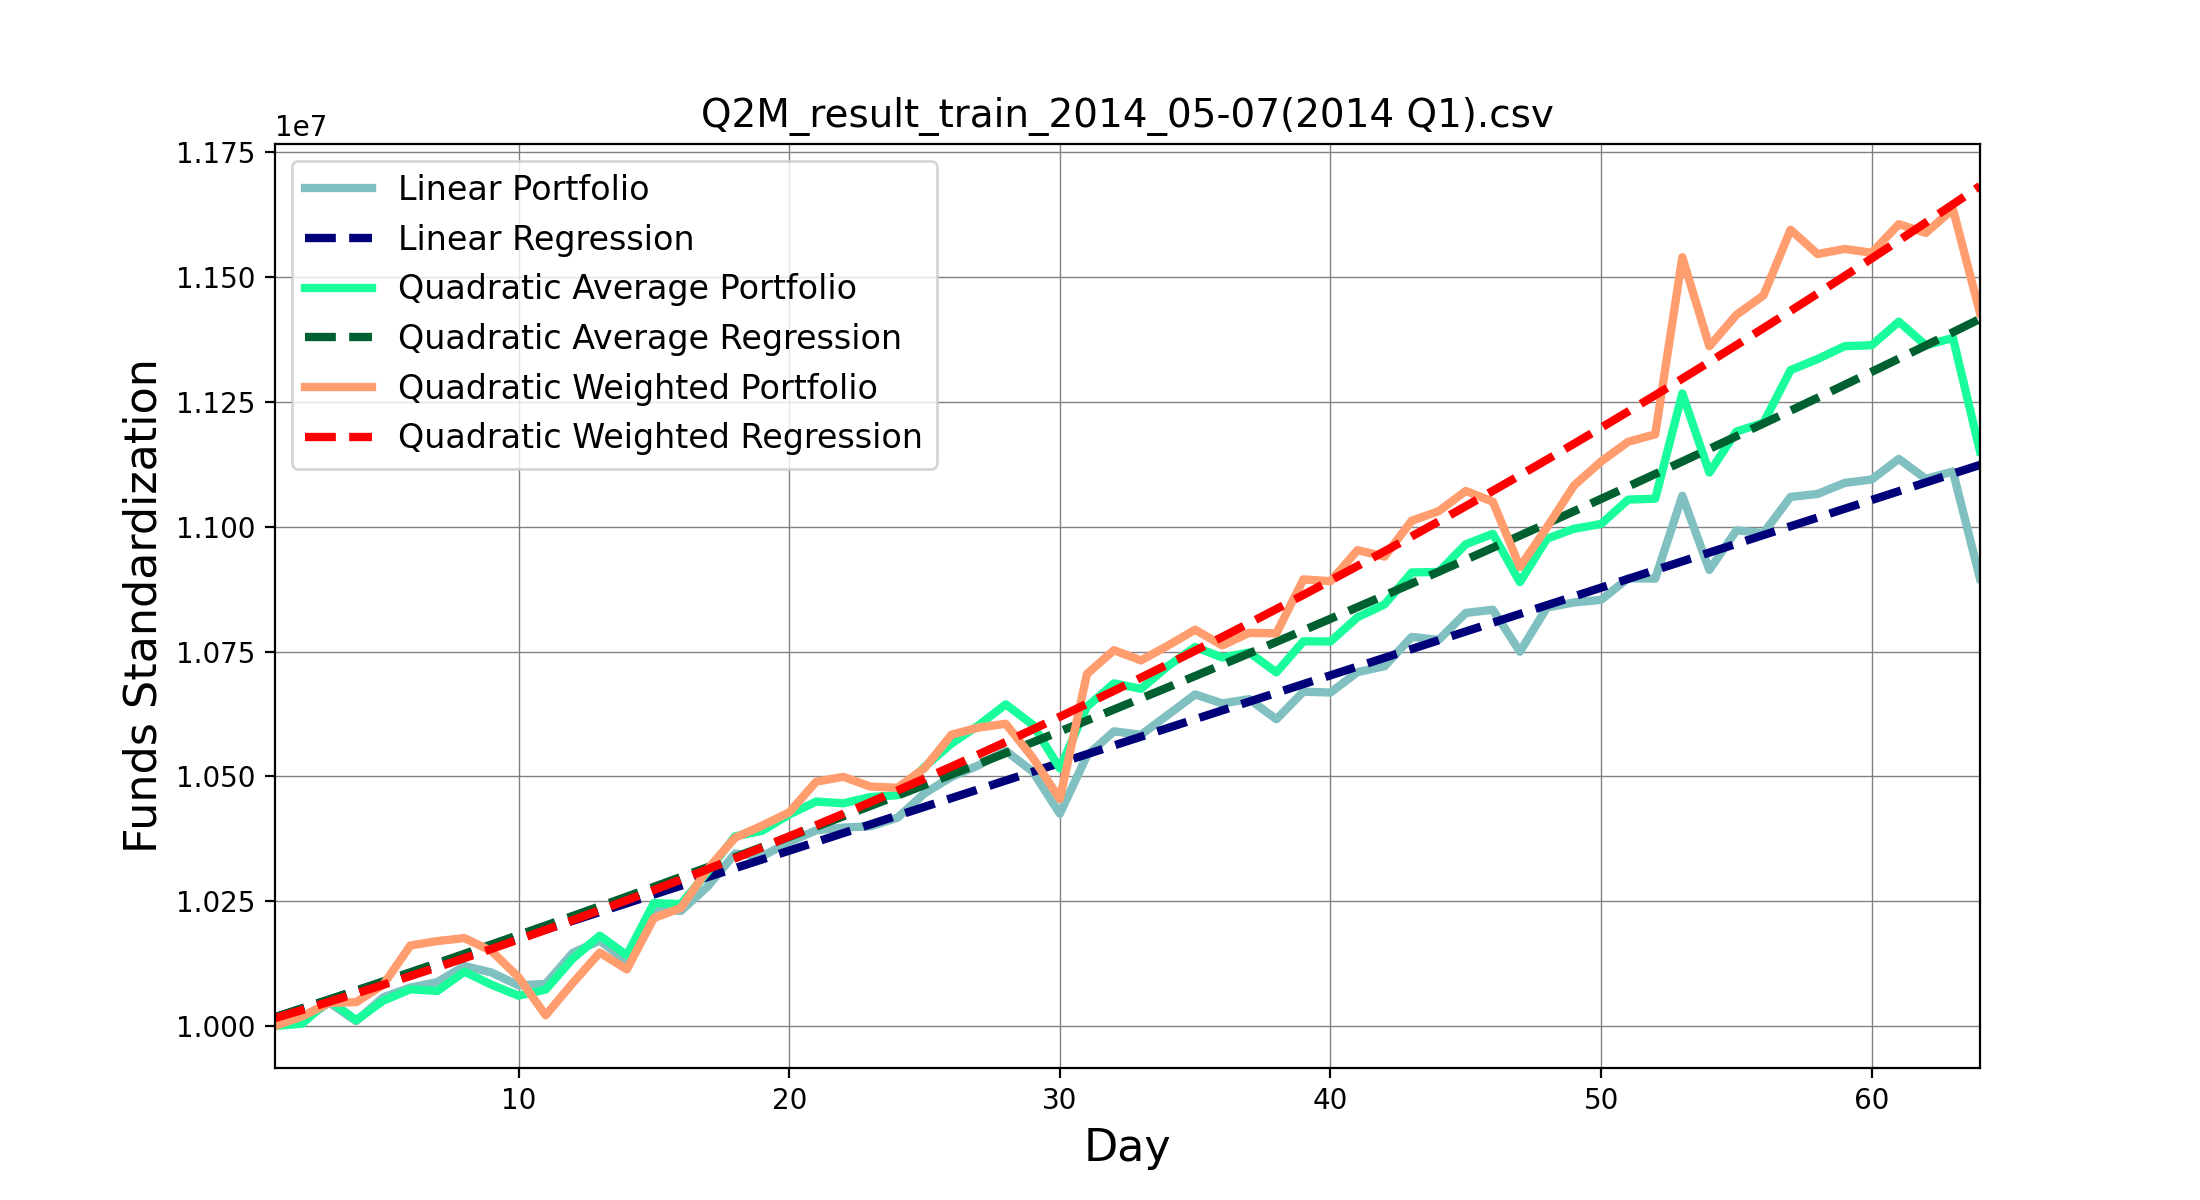 Q2M_result_train_2014_05-07(2014 Q1).csv
1e7
1.175
1.150
1.125
1.100
1.075
1.050
1.025
1.000
Funds Standardization
Linear Portfolio
Linear Regression
Quadratic Average Portfolio
Quadratic Average Regression
Quadratic Weighted Portfolio
Quadratic Weighted Regression
10 20 30 40 50 60
Day